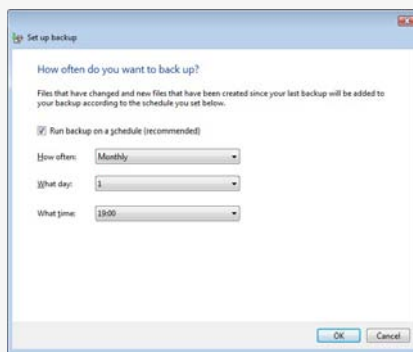 Set up backup
How often do you want to back up?
Files that have changed and new files that have been created since your last backup will be added to
your backup according to the schedule you set below.
Run backup on a schedule (recommended)
How often: Monthly
What day: 1
What time: 19:00
OK Cancel